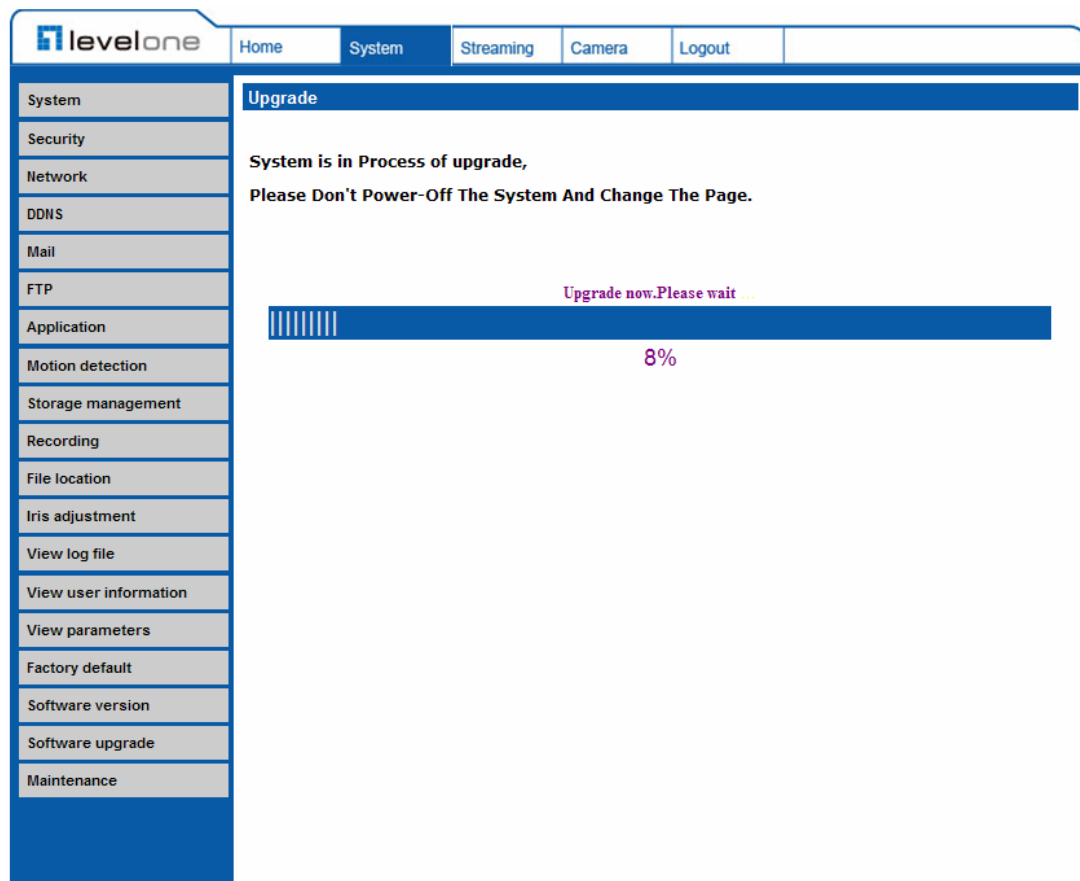 levelone
Home System Streaming Camera Logout
System
Security
Network
DDNS
Mail
FTP
Application
Motion detection
Storage management
Recording
File location
Iris adjustment
View log file
View user information
View parameters
Factory default
Software version
Software upgrade
Maintenance
Upgrade
System is in Process of upgrade,
Please Don't Power-Off The System And Change The Page.
Upgrade now.Please wait ...
8%